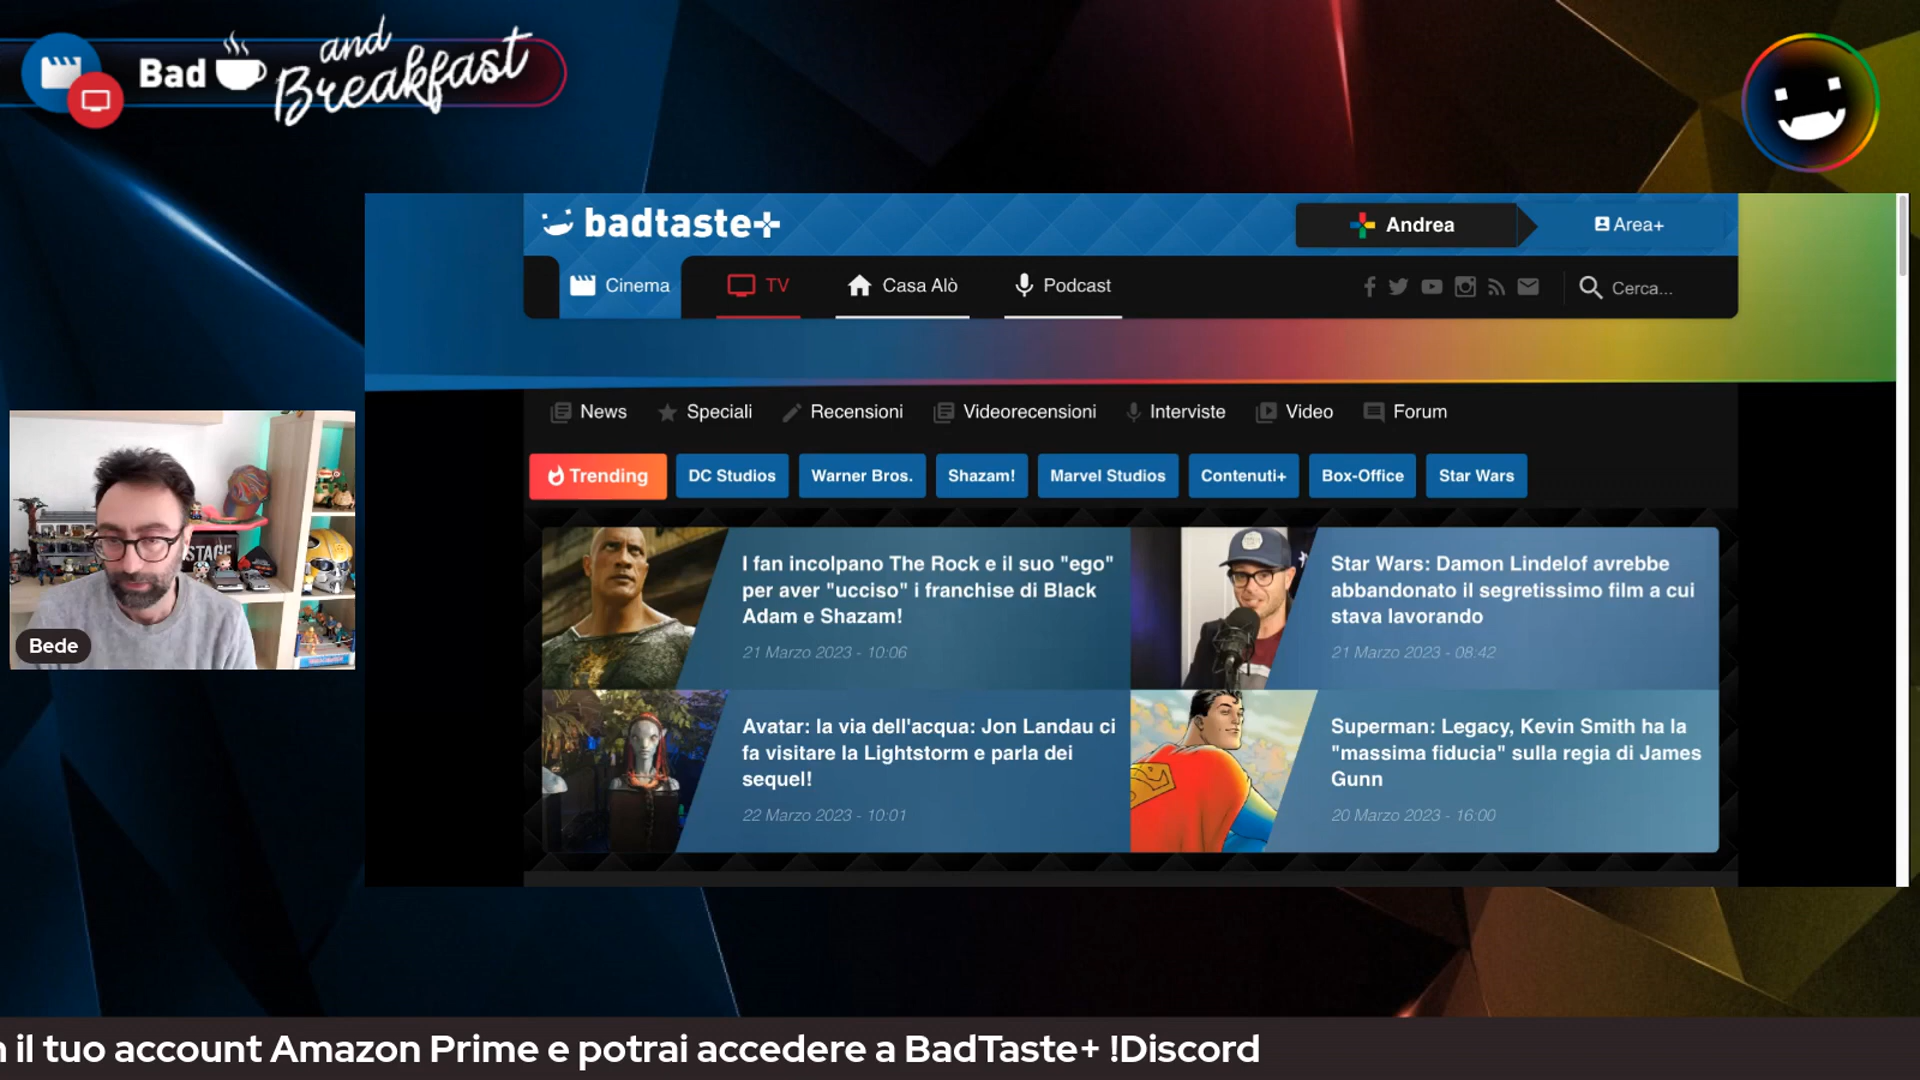 Bad and Breakfast
badtaste+
Andrea
Area+
Cinema
TV
Casa Alò
Podcast
Cerca...
News
Speciali
Recensioni
Videorecensioni
Interviste
Video
Forum
Trending
DC Studios
Warner Bros.
Shazam!
Marvel Studios
Contenuti+
Box-Office
Star Wars
STAGE
Bede
I fan incolpano The Rock e il suo "ego"
per aver "ucciso" i franchise di Black
Adam e Shazam!
21 Marzo 2023 - 10:06
Star Wars: Damon Lindelof avrebbe
abbandonato il segretissimo film a cui
stava lavorando
21 Marzo 2023 - 08:42
Avatar: la via dell'acqua: Jon Landau ci
fa visitare la Lightstorm e parla dei
sequel!
22 Marzo 2023 - 10:01
Superman: Legacy, Kevin Smith ha la
"massima fiducia" sulla regia di James
Gunn
20 Marzo 2023 - 16:00
il tuo account Amazon Prime e potrai accedere a BadTaste+ !Discord